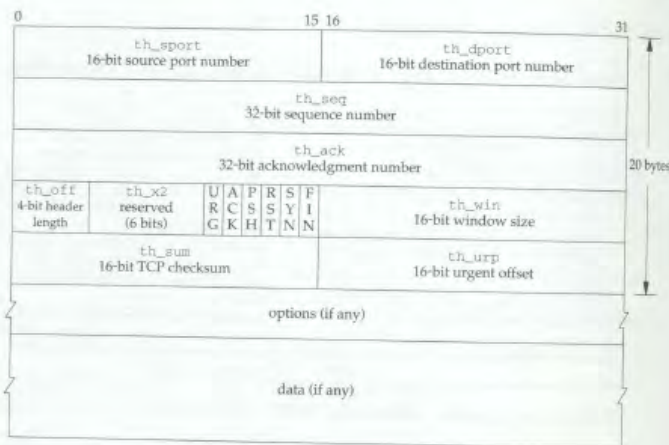 0 15 16 31
th_sport th_dport
16-bit source port number 16-bit destination port number
th_seq
32-bit sequence number
th_ack
32-bit acknowledgment number
20 bytes
th_off th_x2 U A P R S F
4-bit header reserved R C S S Y I th_win
length (6 bits) G K H T N N 16-bit window size
th_sum th_urp
16-bit TCP checksum 16-bit urgent offset
options (if any)
data (if any)